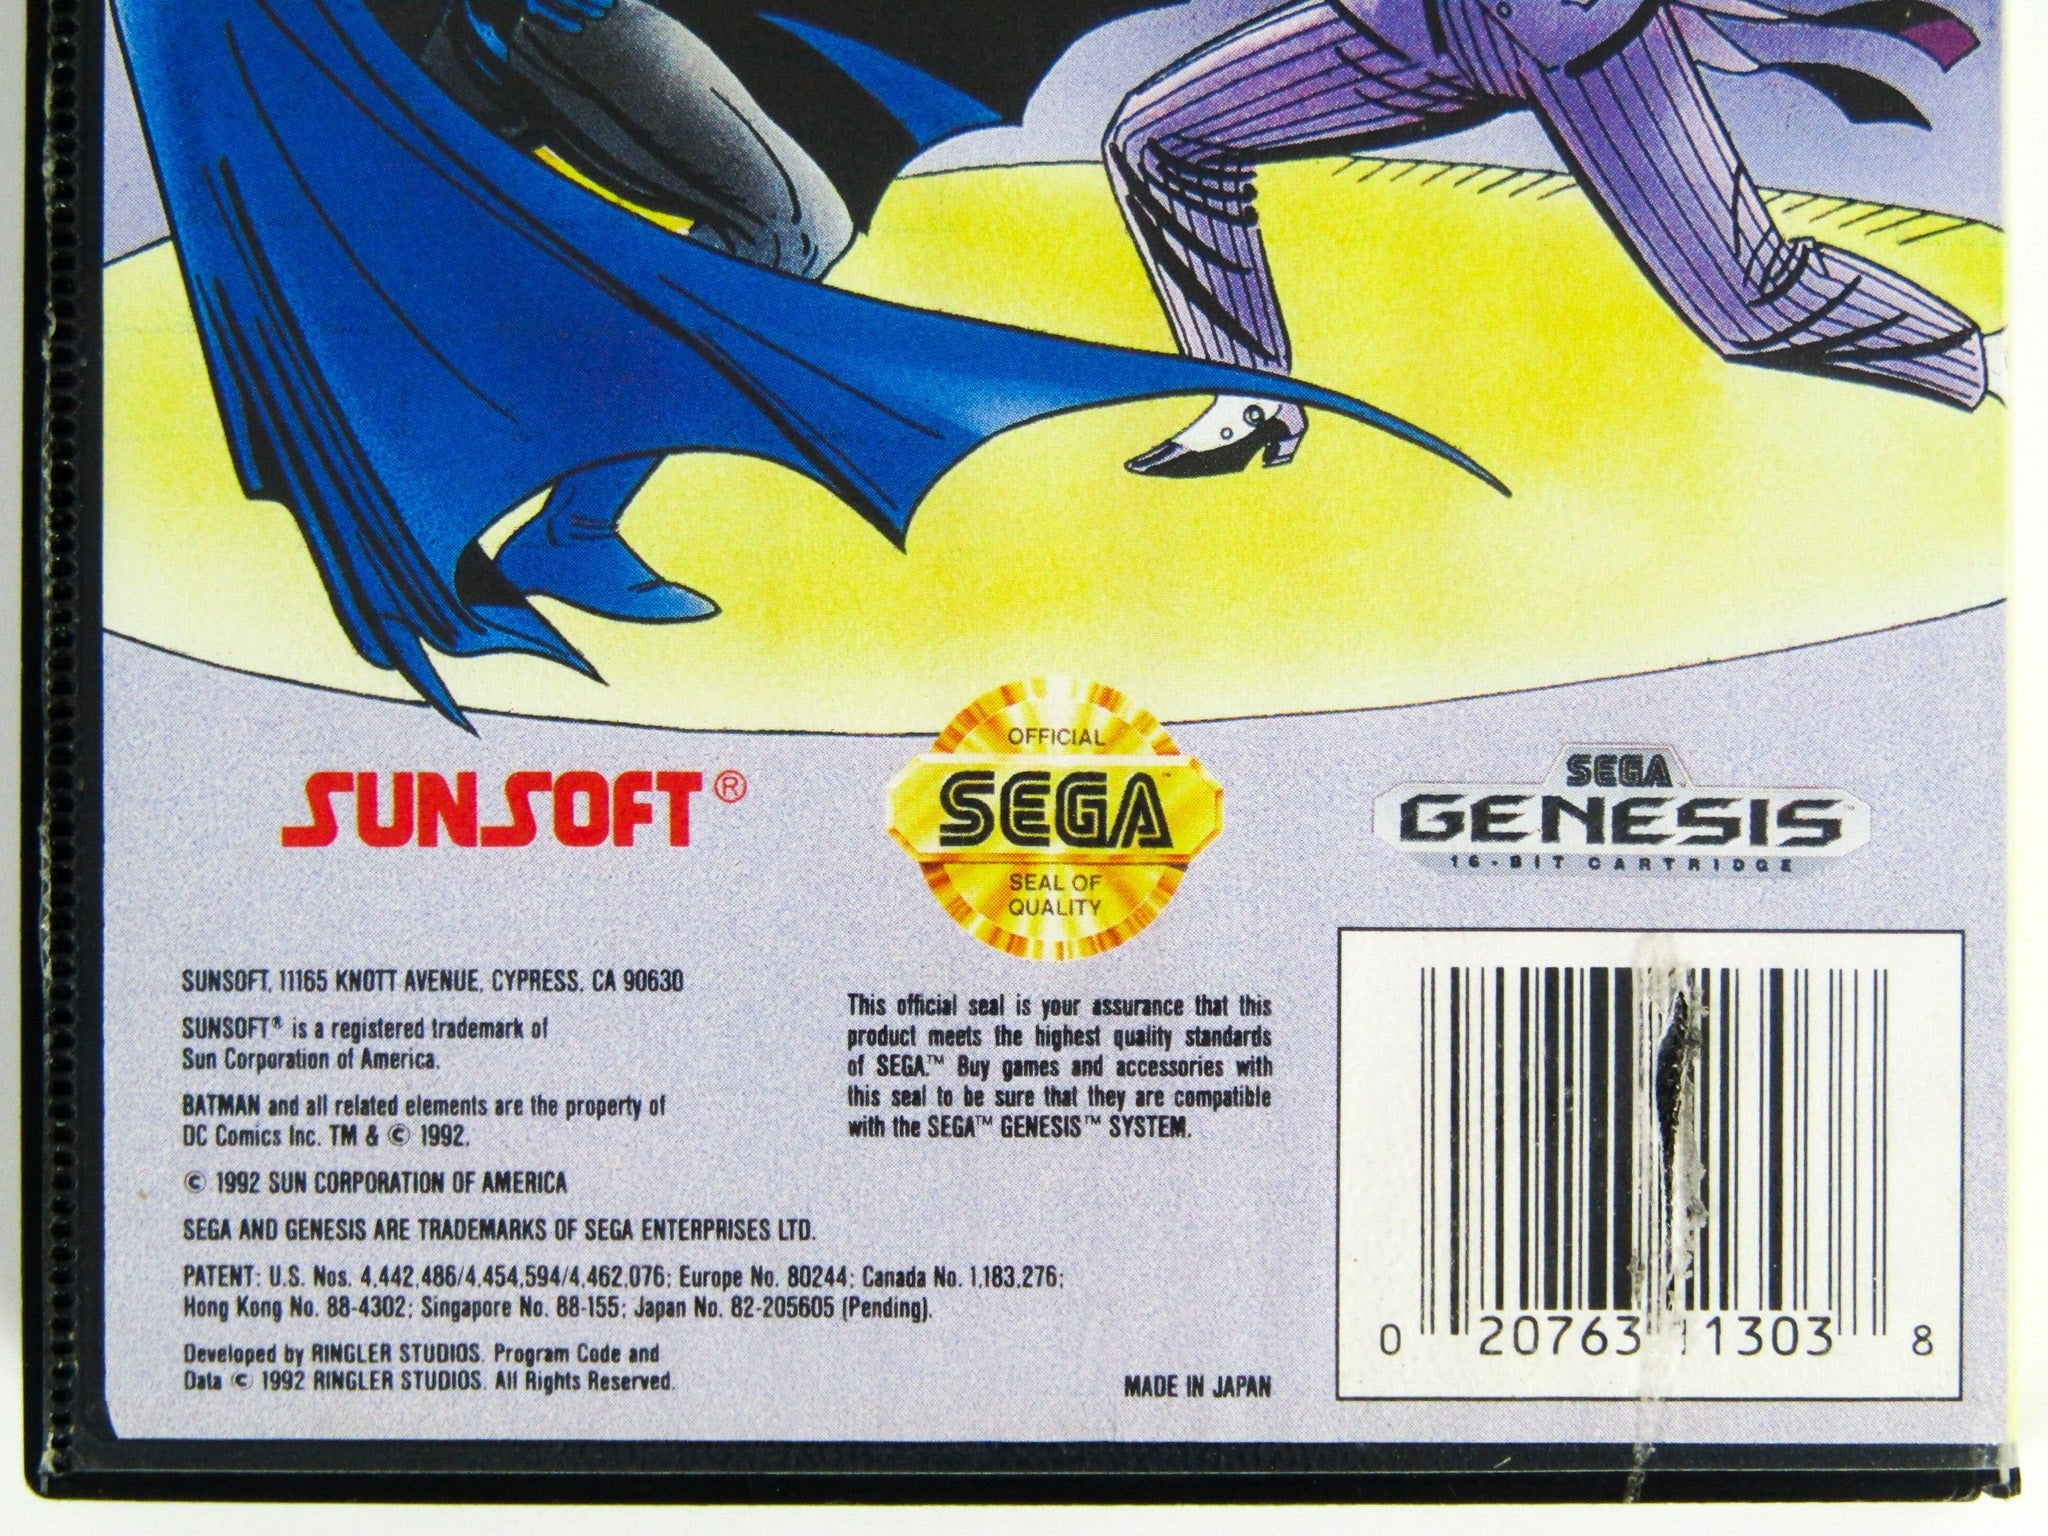 SUNSOFT®
OFFICIAL
SEGA™
SEAL OF
QUALITY
SEGA
GENESIS™
16-BIT CARTRIDGE
SUNSOFT, 11165 KNOTT AVENUE, CYPRESS, CA 90630
SUNSOFT® is a registered trademark of
Sun Corporation of America.
BATMAN and all related elements are the property of
DC Comics Inc. TM & © 1992.
© 1992 SUN CORPORATION OF AMERICA
SEGA AND GENESIS ARE TRADEMARKS OF SEGA ENTERPRISES LTD.
PATENT: U.S. Nos. 4,442,486/4,454,594/4,462,076; Europe No. 80244; Canada No. 1,183,276;
Hong Kong No. 88-4302; Singapore No. 88-155; Japan No. 82-205605 (Pending).
Developed by RINGLER STUDIOS. Program Code and
Data © 1992 RINGLER STUDIOS. All Rights Reserved.
This official seal is your assurance that this
product meets the highest quality standards
of SEGA.™ Buy games and accessories with
this seal to be sure that they are compatible
with the SEGA™ GENESIS™ SYSTEM.
MADE IN JAPAN
0 20763 11303 8